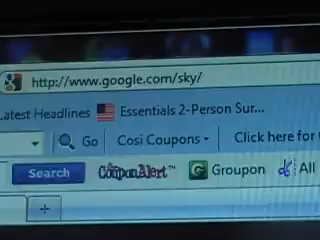 http://www.google.com/sky/
Latest Headlines Essentials 2-Person Sur...
Go Cosi Coupons Click here for
Search CouponAlert™ G Groupon All